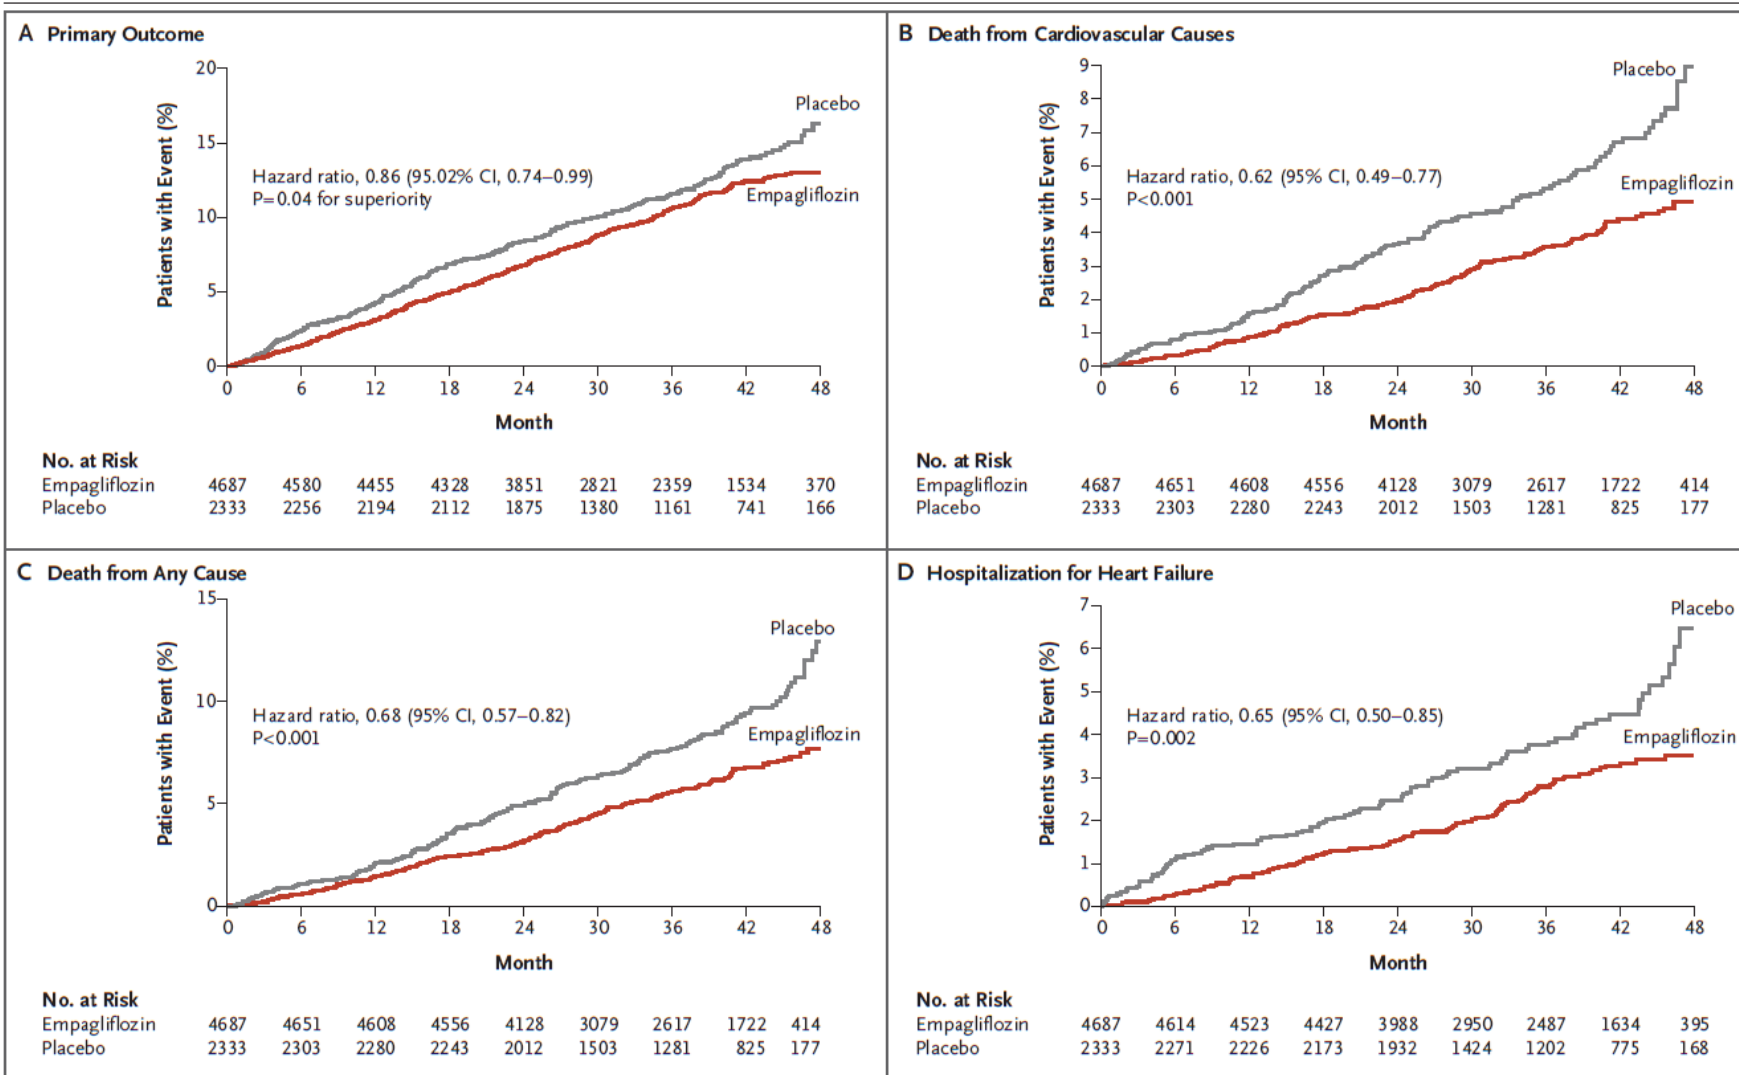 A Primary Outcome
20
15
10
5
0
Patients with Event (%)
Placebo
Hazard ratio, 0.86 (95.02% CI, 0.74–0.99)
P=0.04 for superiority
Empagliflozin
0 6 12 18 24 30 36 42 48
Month
No. at Risk
Empagliflozin 4687 4580 4455 4328 3851 2821 2359 1534 370
Placebo 2333 2256 2194 2112 1875 1380 1161 741 166
B Death from Cardiovascular Causes
9
8
7
6
5
4
3
2
1
0
Patients with Event (%)
Placebo
Hazard ratio, 0.62 (95% CI, 0.49–0.77)
P<0.001
Empagliflozin
0 6 12 18 24 30 36 42 48
Month
No. at Risk
Empagliflozin 4687 4651 4608 4556 4128 3079 2617 1722 414
Placebo 2333 2303 2280 2243 2012 1503 1281 825 177
C Death from Any Cause
15
10
5
0
Patients with Event (%)
Placebo
Hazard ratio, 0.68 (95% CI, 0.57–0.82)
P<0.001
Empagliflozin
0 6 12 18 24 30 36 42 48
Month
No. at Risk
Empagliflozin 4687 4651 4608 4556 4128 3079 2617 1722 414
Placebo 2333 2303 2280 2243 2012 1503 1281 825 177
D Hospitalization for Heart Failure
7
6
5
4
3
2
1
0
Patients with Event (%)
Placebo
Hazard ratio, 0.65 (95% CI, 0.50–0.85)
P=0.002
Empagliflozin
0 6 12 18 24 30 36 42 48
Month
No. at Risk
Empagliflozin 4687 4614 4523 4427 3988 2950 2487 1634 395
Placebo 2333 2271 2226 2173 1932 1424 1202 775 168